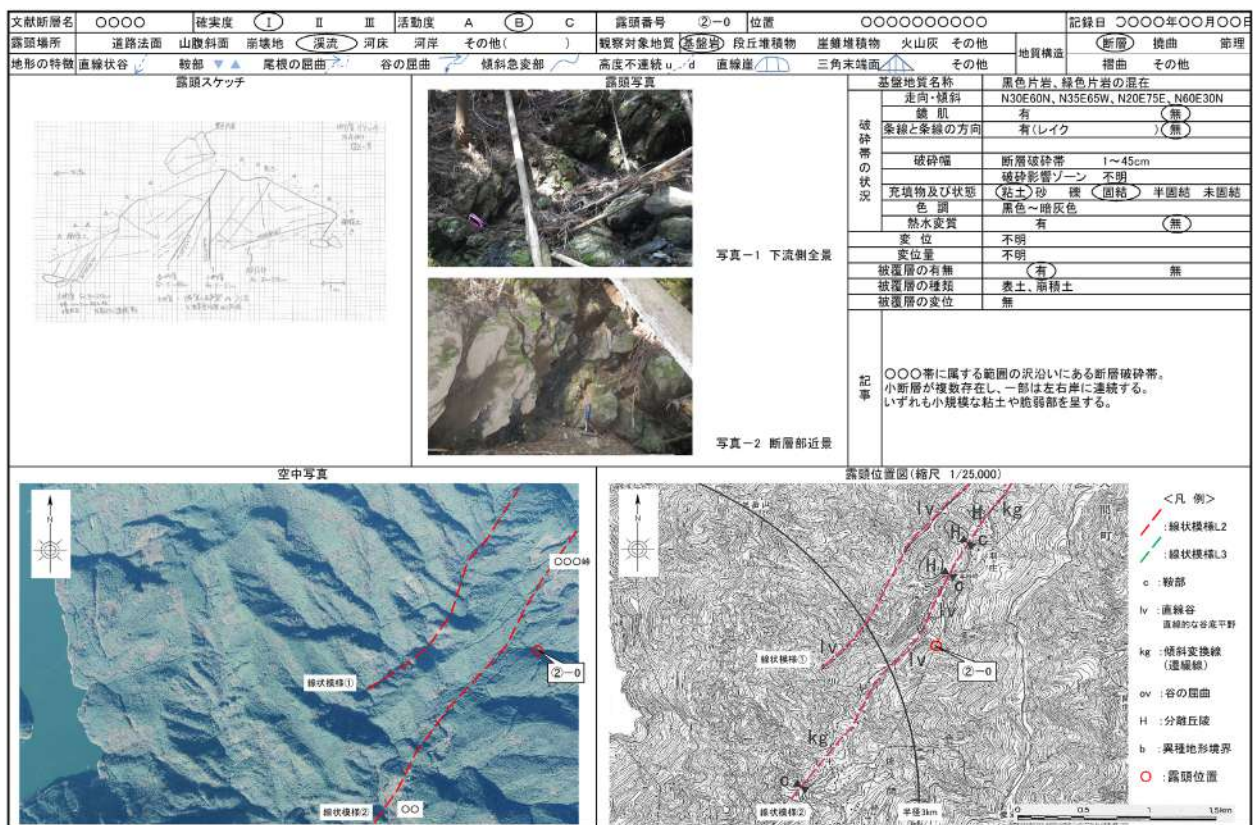 文献断層名 ○○○○ 確実度 Ⅰ Ⅱ Ⅲ 活動度 A B C 露頭番号 ②-0 位置 ○○○○○○○○○○ 記録日 ○○○○年○○月○○日
露頭場所 道路法面 山腹斜面 崩壊地 渓流 河床 河岸 その他( ) 観察対象地質 基盤岩 段丘堆積物 崖錐堆積物 火山灰 その他 地質構造 断層 撓曲 節理
地形の特徴 直線状谷 鞍部 尾根の屈曲 谷の屈曲 傾斜急変部 高度不連続 u d 直線崖 三角末端面 その他 褶曲 その他
露頭スケッチ
露頭写真
写真-1 下流側全景
写真-2 断層部近景
基盤地質名称 黒色片岩、緑色片岩の混在
破砕帯の状況
走向・傾斜 N30E60N、N35E65W、N20E75E、N60E30N
鏡肌 有 無
条線と条線の方向 有(レイク )無
破砕幅 断層破砕帯 1~45cm
破砕影響ゾーン 不明
充填物及び状態 粘土 砂 礫 固結 半固結 未固結
色調 黒色~暗灰色
熱水変質 有 無
変位 不明
変位量 不明
被覆層の有無 有 無
被覆層の種類 表土、崩積土
被覆層の変位 無
記事
○○○帯に属する範囲の沢沿いにある断層破砕帯。
小断層が複数存在し、一部は左右岸に連続する。
いずれも小規模な粘土や脆弱部を呈する。
空中写真
N
○○○峠
②-0
線状模様①
線状模様②
○○
露頭位置図(縮尺 1/25,000)
N
lv
H
kg
H
c
H
c
lv
lv
lv
線状模様①
②-0
kg
c
線状模様②
半径3km
間
町
0 0.5 1 1.5km
<凡 例>
:線状模様L2
:線状模様L3
c :鞍部
lv :直線谷
直線的な谷底平野
kg :傾斜変換線
(遷緩線)
ov :谷の屈曲
H :分離丘陵
b :異種地形境界
○ :露頭位置